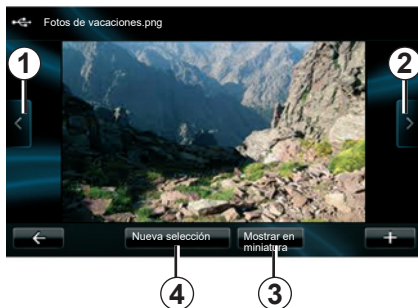 Fotos de vacaciones.png
1
2
Nueva selección
Mostrar en
miniatura
4
3